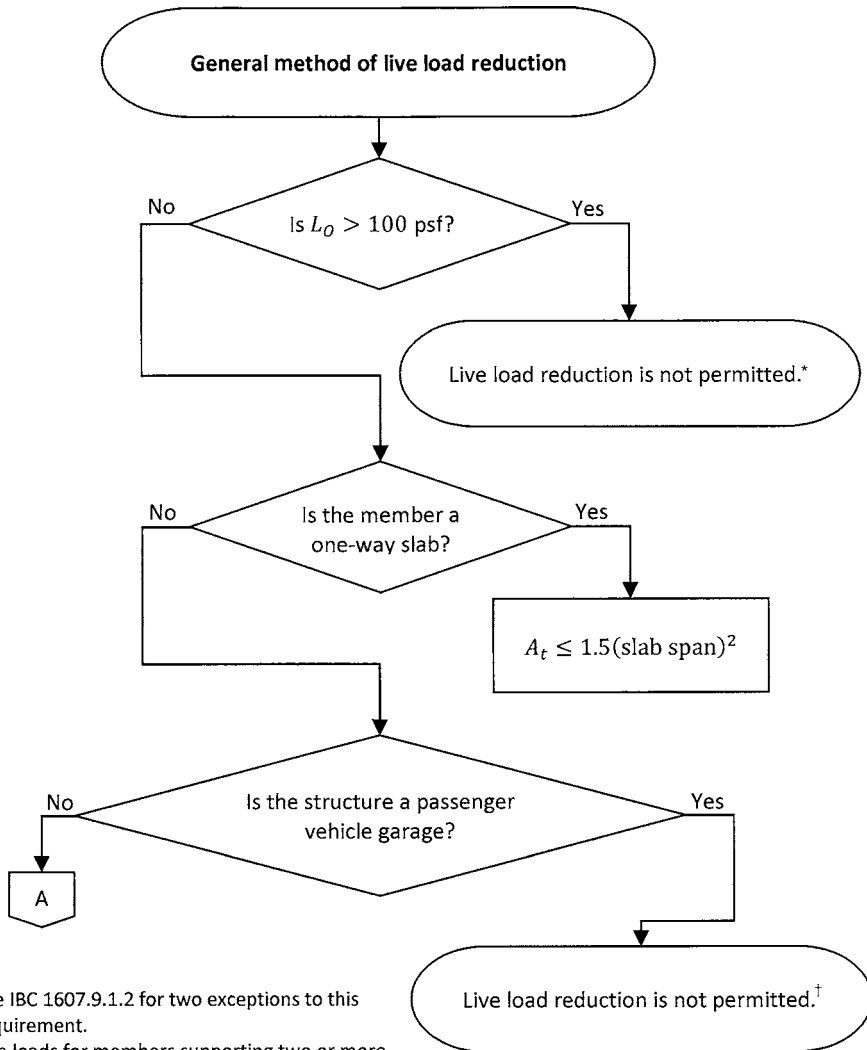 General method of live load reduction
No
Yes
Is L_O > 100 psf?
Live load reduction is not permitted.*
No
Yes
Is the member a
one-way slab?
A_t ≤ 1.5(slab span)²
No
Yes
Is the structure a passenger
vehicle garage?
A
IBC 1607.9.1.2 for two exceptions to this
Live load reduction is not permitted.†
loads for members supporting two or more